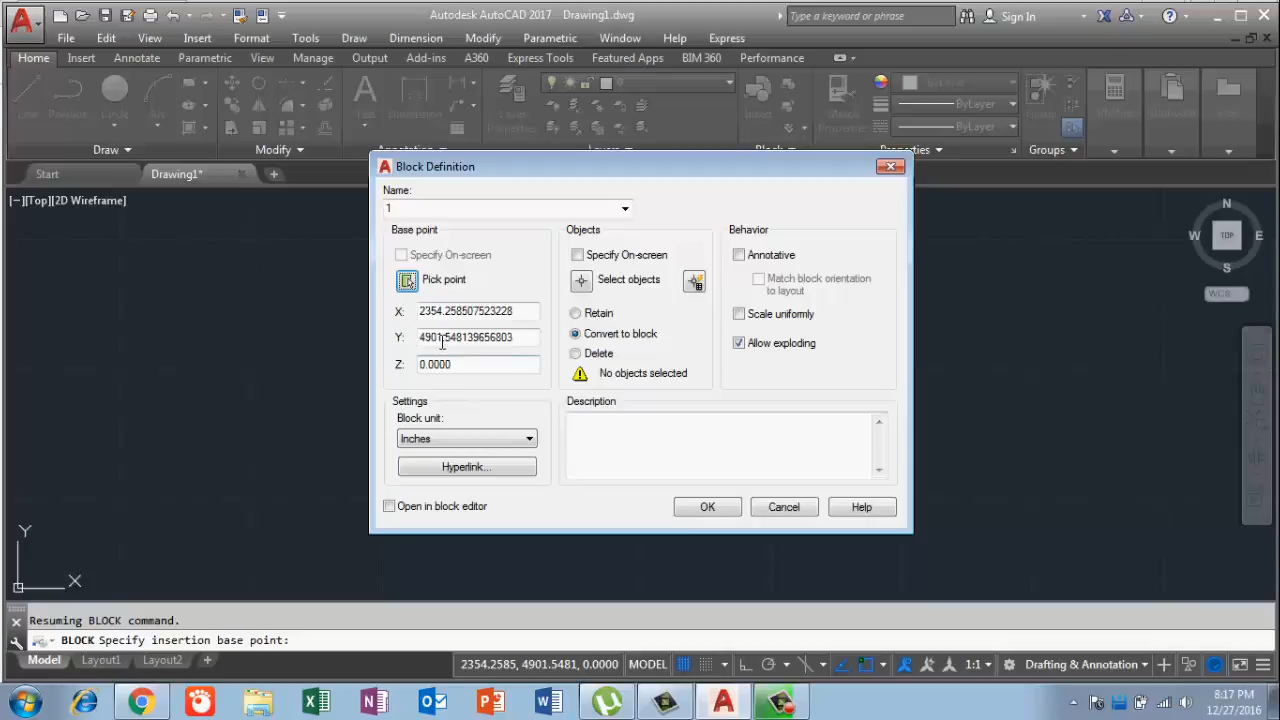 Autodesk AutoCAD 2017 Drawing1.dwg
Type a keyword or phrase
Sign In
File Edit View Insert Format Tools Draw Dimension Modify Parametric Window Help Express
Home Insert Annotate Parametric View Manage Output Add-ins A360 Express Tools Featured Apps BIM 360 Performance
ByLayer
ByLayer
Draw Modify Properties Groups
Start Drawing1*
[−][Top][2D Wireframe]
N
W TOP E
S
WCS
Block Definition
Name:
1
Base point
Specify On-screen
Pick point
X: 2354.258507523228
Y: 4901.548139656803
Z: 0.0000
Objects
Specify On-screen
Select objects
Retain
Convert to block
Delete
No objects selected
Behavior
Annotative
Match block orientation
to layout
Scale uniformly
Allow exploding
Settings
Block unit:
Inches
Hyperlink...
Description
Open in block editor
OK Cancel Help
Y
X
Resuming BLOCK command.
BLOCK Specify insertion base point:
Model Layout1 Layout2 +
2354.2585, 4901.5481, 0.0000 MODEL
1:1
Drafting & Annotation
8:17 PM
12/27/2016